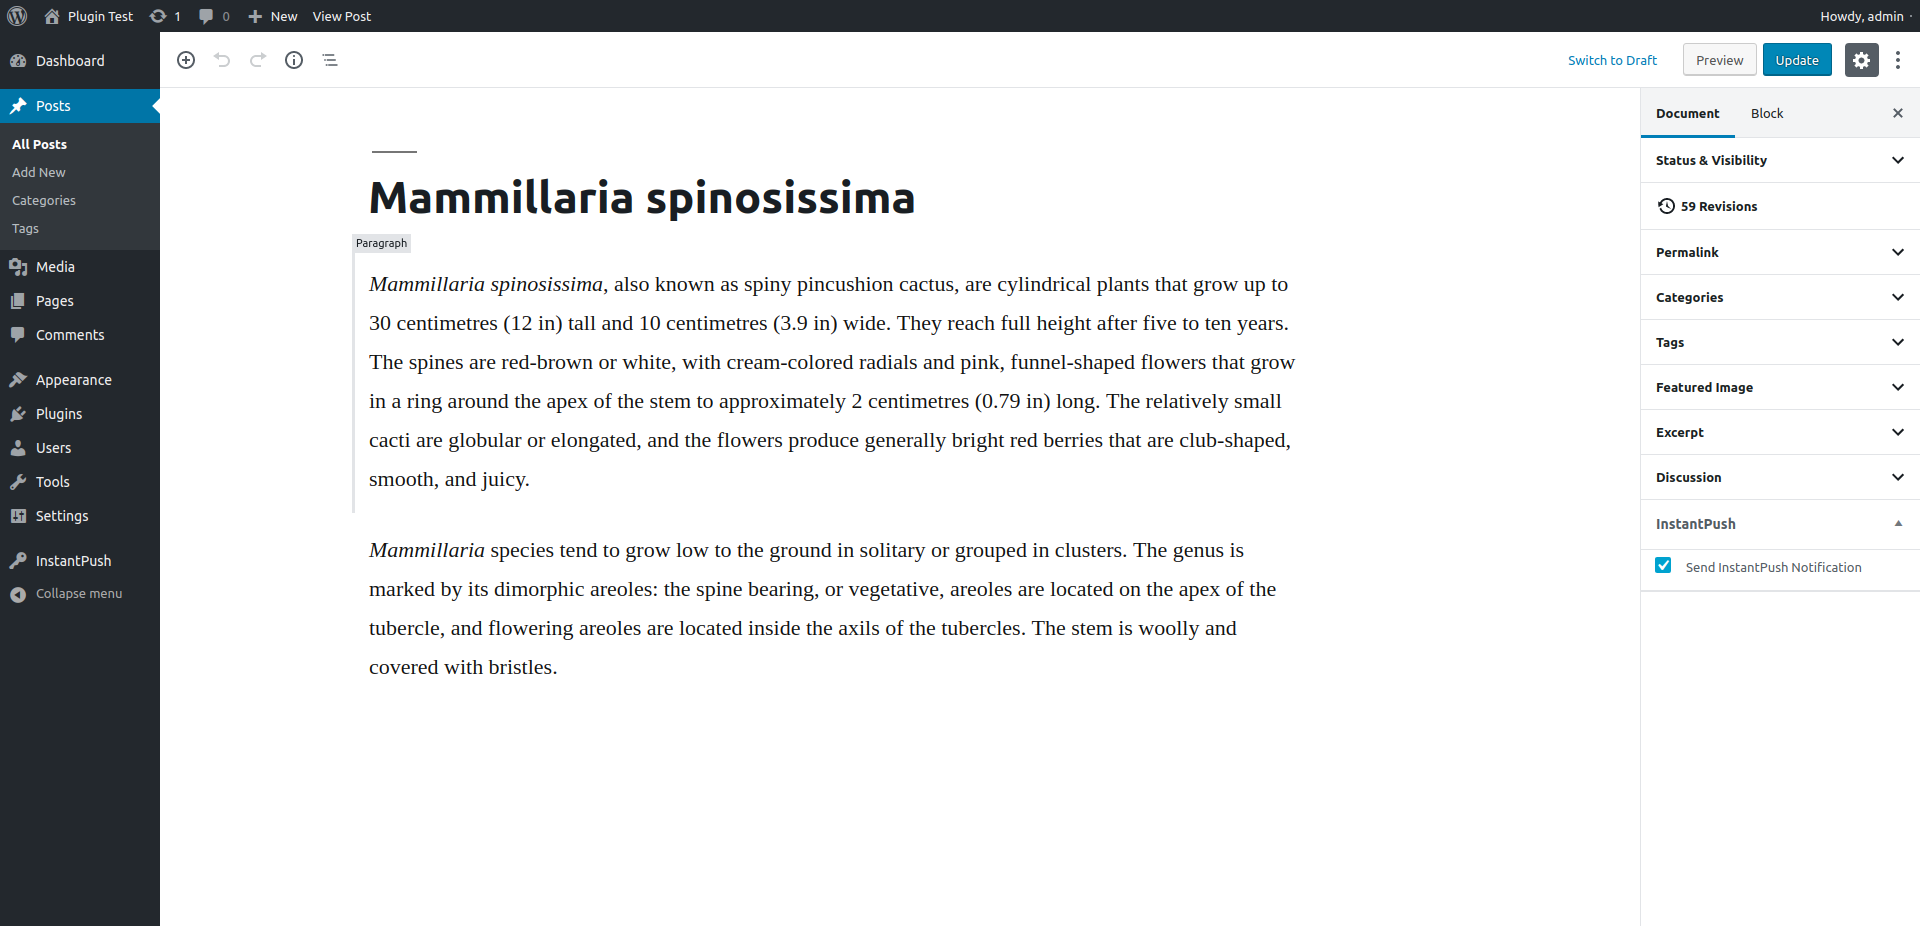 Plugin Test 1 0 New View Post Howdy, admin
Dashboard
Posts
All Posts
Add New
Categories
Tags
Media
Pages
Comments
Appearance
Plugins
Users
Tools
Settings
InstantPush
Collapse menu
Switch to Draft Preview Update
Mammillaria spinosissima
Paragraph
Mammillaria spinosissima, also known as spiny pincushion cactus, are cylindrical plants that grow up to
30 centimetres (12 in) tall and 10 centimetres (3.9 in) wide. They reach full height after five to ten years.
The spines are red-brown or white, with cream-colored radials and pink, funnel-shaped flowers that grow
in a ring around the apex of the stem to approximately 2 centimetres (0.79 in) long. The relatively small
cacti are globular or elongated, and the flowers produce generally bright red berries that are club-shaped,
smooth, and juicy.
Mammillaria species tend to grow low to the ground in solitary or grouped in clusters. The genus is
marked by its dimorphic areoles: the spine bearing, or vegetative, areoles are located on the apex of the
tubercle, and flowering areoles are located inside the axils of the tubercles. The stem is woolly and
covered with bristles.
Document Block
Status & Visibility
59 Revisions
Permalink
Categories
Tags
Featured Image
Excerpt
Discussion
InstantPush
Send InstantPush Notification